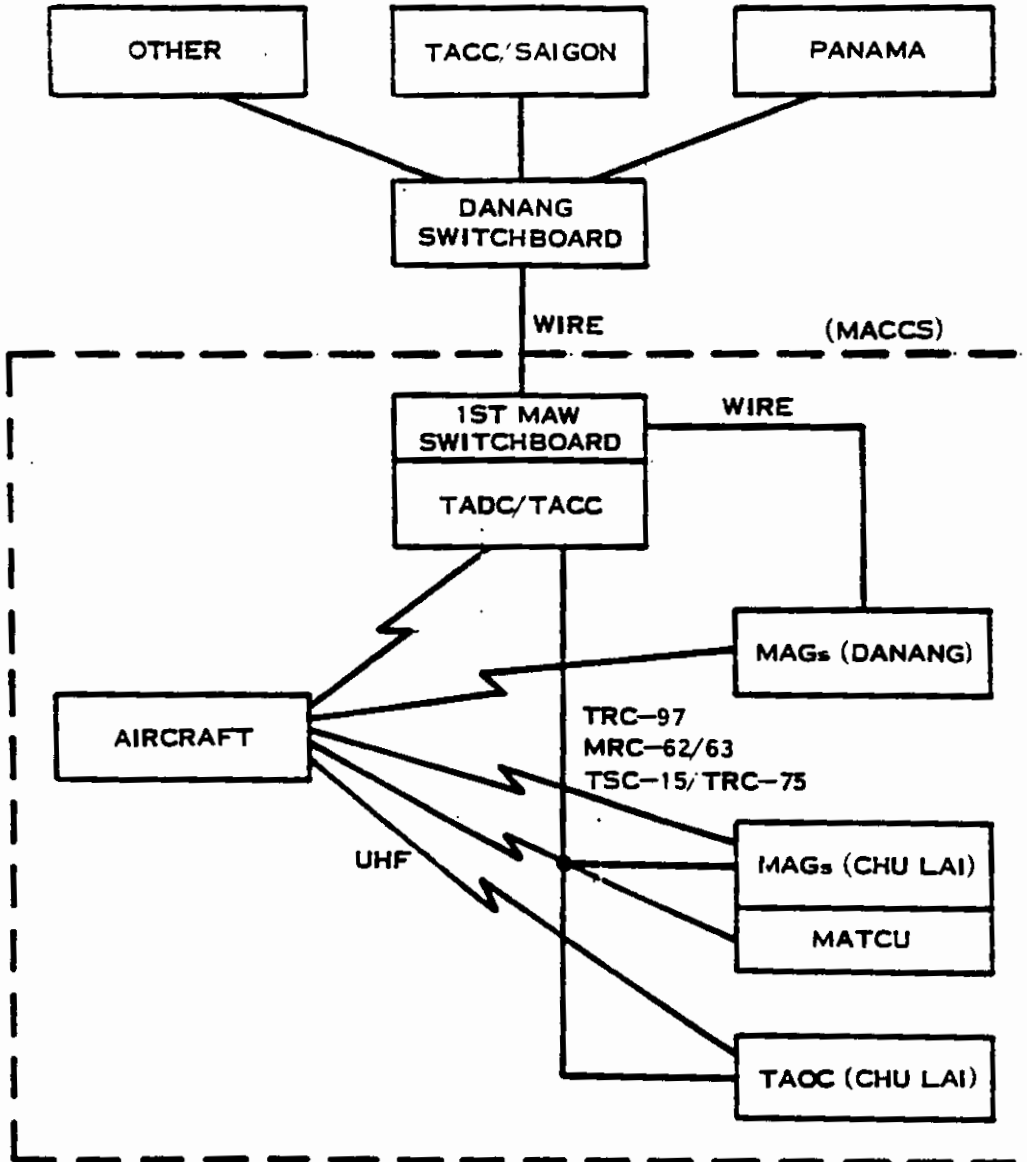 OTHER
TACC/SAIGON
PANAMA
DANANG
SWITCHBOARD
WIRE
(MACCS)
1ST MAW
SWITCHBOARD
WIRE
TADC/TACC
MAGs (DANANG)
AIRCRAFT
TRC-97
MRC-62/63
TSC-15/TRC-75
UHF
MAGs (CHU LAI)
MATCU
TAOC (CHU LAI)